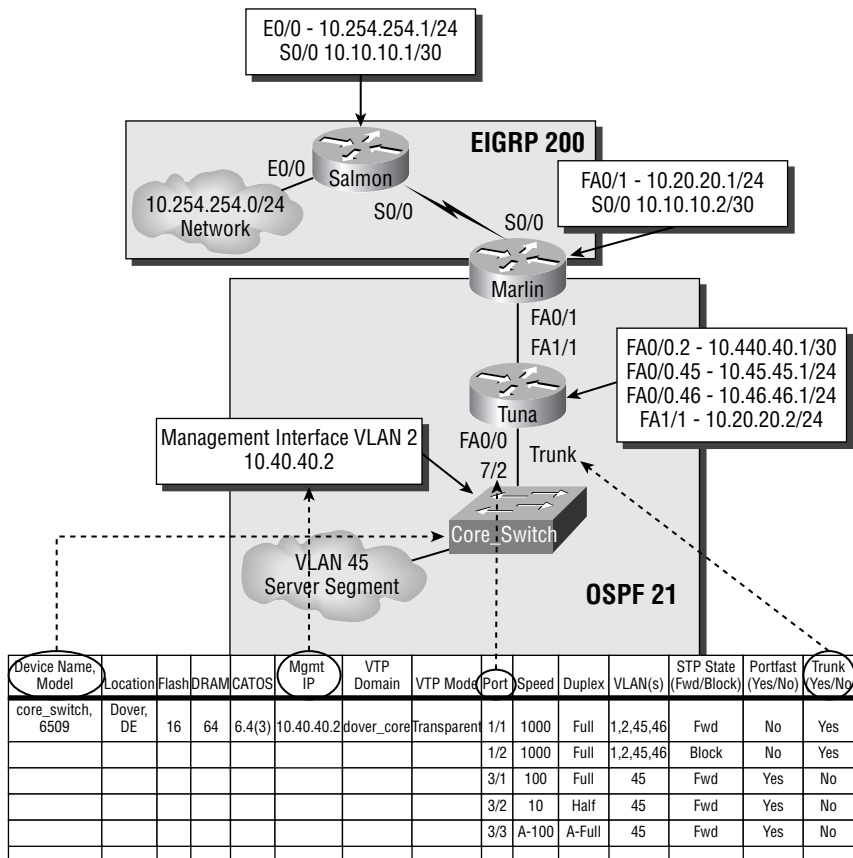 E0/0 - 10.254.254.1/24
S0/0 10.10.10.1/30
EIGRP 200
E0/0
Salmon
10.254.254.0/24
Network
S0/0
FA0/1 - 10.20.20.1/24
S0/0 10.10.10.2/30
S0/0
Marlin
FA0/1
FA1/1
FA0/0.2 - 10.440.40.1/30
FA0/0.45 - 10.45.45.1/24
FA0/0.46 - 10.46.46.1/24
FA1/1 - 10.20.20.2/24
Tuna
Management Interface VLAN 2
10.40.40.2
FA0/0
7/2
Trunk
Core_Switch
VLAN 45
Server Segment
OSPF 21
Device Name, Model Location Flash DRAM CATOS Mgmt IP VTP Domain VTP Mode Port Speed Duplex VLAN(s) STP State (Fwd/Block) Portfast (Yes/No) Trunk (Yes/No)
core_switch, 6509 Dover, DE 16 64 6.4(3) 10.40.40.2 dover_core Transparent 1/1 1000 Full 1,2,45,46 Fwd No Yes
1/2 1000 Full 1,2,45,46 Block No Yes
3/1 100 Full 45 Fwd Yes No
3/2 10 Half 45 Fwd Yes No
3/3 A-100 A-Full 45 Fwd Yes No